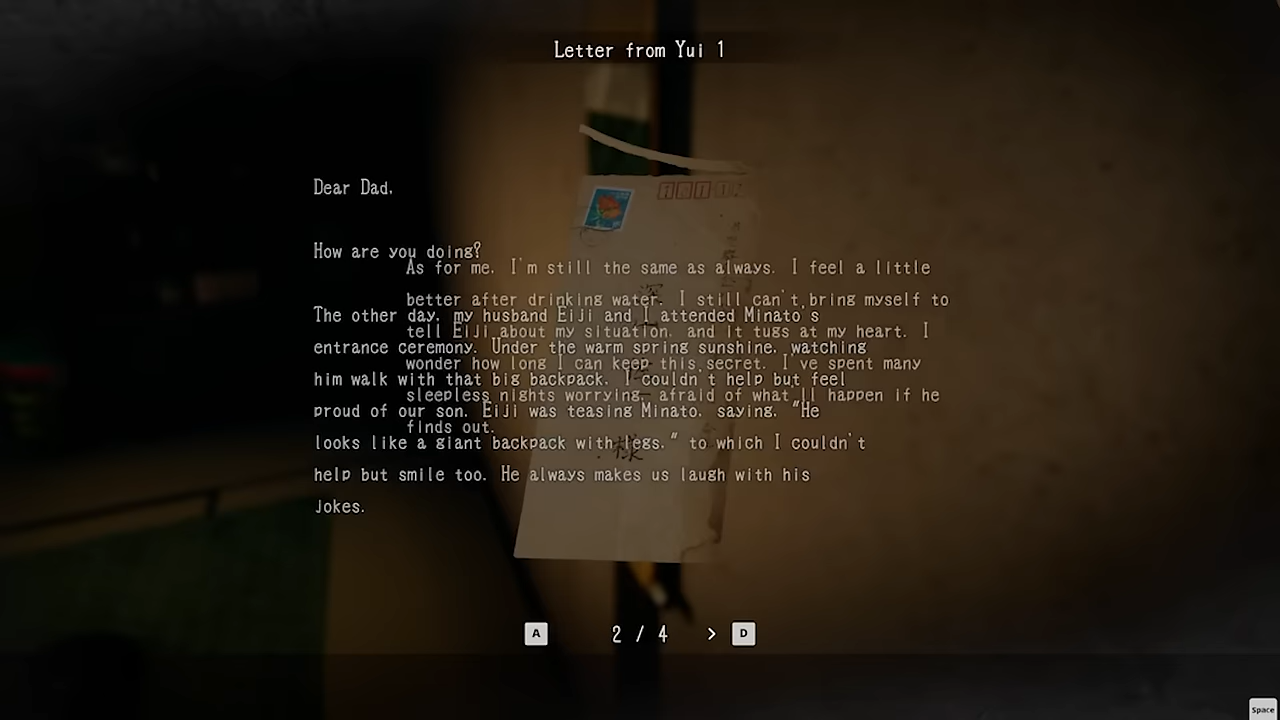 Letter from Yui 1
Dear Dad,
How are you doing?
The other day, my husband Eiji and I attended Minato's
entrance ceremony. Under the warm spring sunshine, watching
him walk with that big backpack, I couldn't help but feel
proud of our son. Eiji was teasing Minato, saying, "He
looks like a giant backpack with legs," to which I couldn't
help but smile too. He always makes us laugh with his
jokes.
As for me, I'm still the same as always. I feel a little
better after drinking water. I still can't bring myself to
tell Eiji about my situation, and it tugs at my heart. I
wonder how long I can keep this secret. I've spent many
sleepless nights worrying, afraid of what'll happen if he
finds out.
様
A 2 / 4 > D
Space